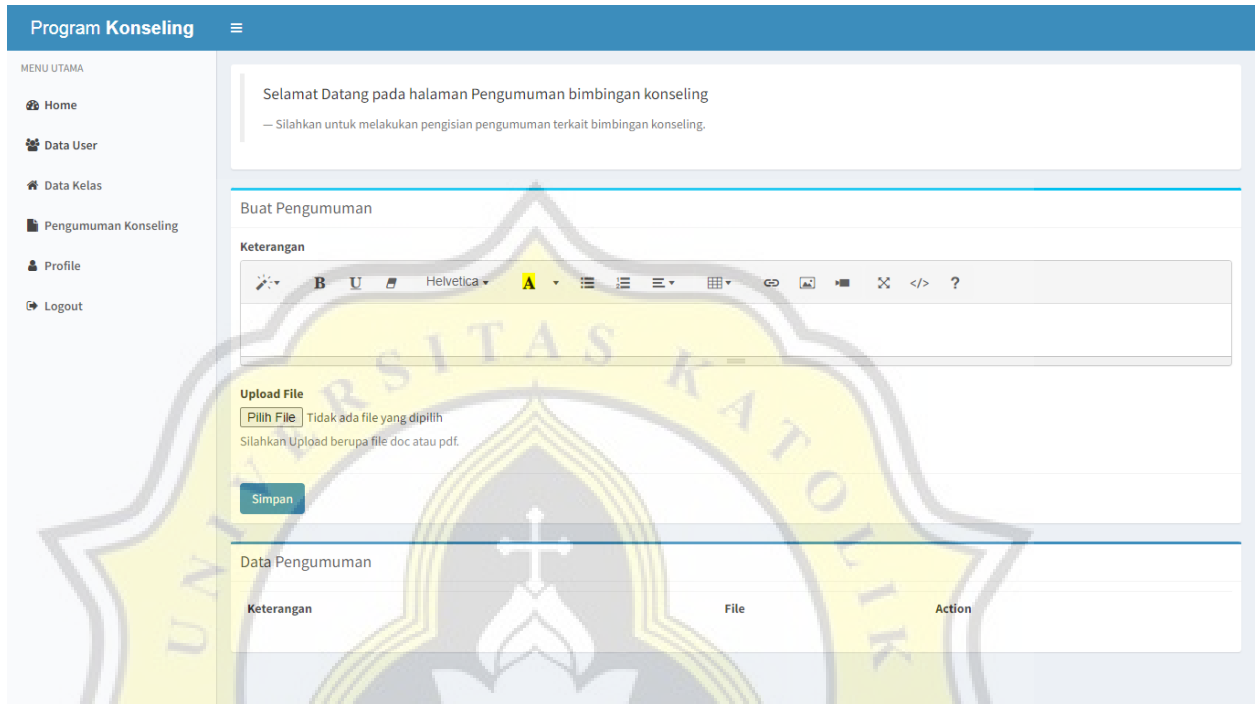 Program Konseling
MENU UTAMA
Home
Data User
Data Kelas
Pengumuman Konseling
Profile
Logout
Selamat Datang pada halaman Pengumuman bimbingan konseling
— Silahkan untuk melakukan pengisian pengumuman terkait bimbingan konseling.
Buat Pengumuman
Keterangan
B U Helvetica A </> ?
Upload File
Pilih File Tidak ada file yang dipilih
Silahkan Upload berupa file doc atau pdf.
Simpan
Data Pengumuman
Keterangan File Action
UNIVERSITAS KATOLIK